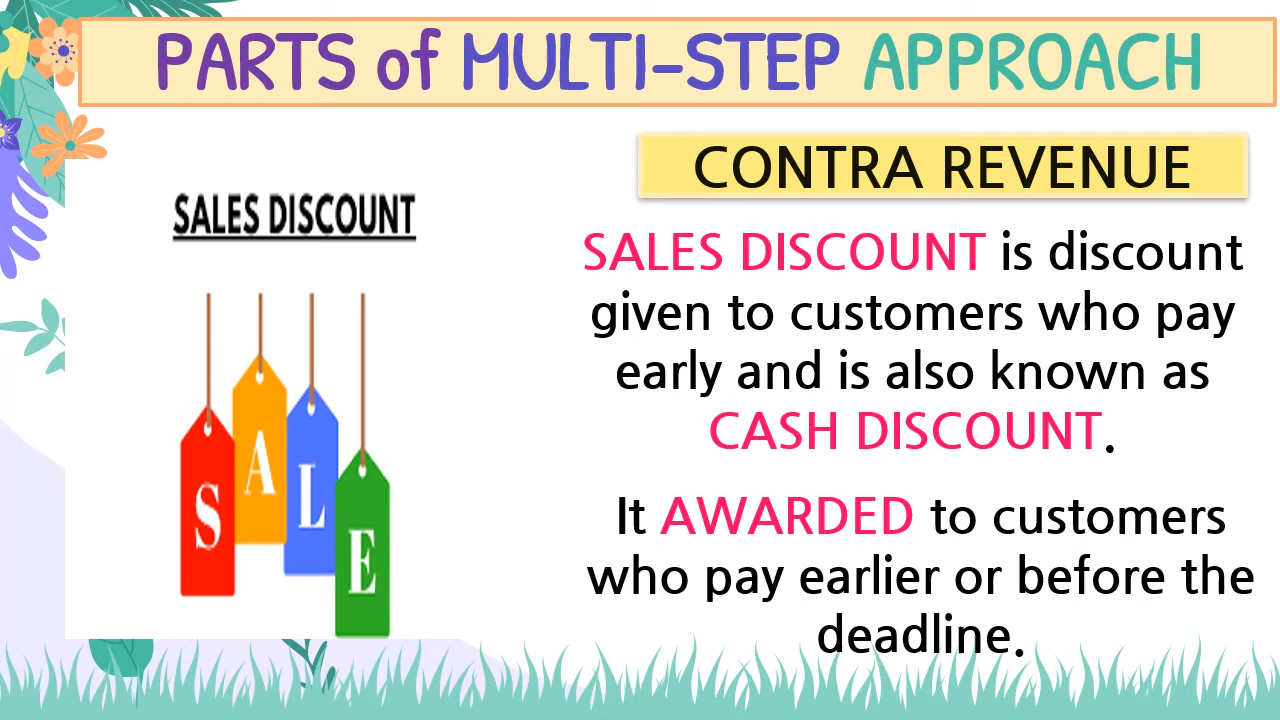 PARTS of MULTI-STEP APPROACH
CONTRA REVENUE
SALES DISCOUNT
S
A
L
E
SALES DISCOUNT is discount
given to customers who pay
early and is also known as
CASH DISCOUNT.
It AWARDED to customers
who pay earlier or before the
deadline.